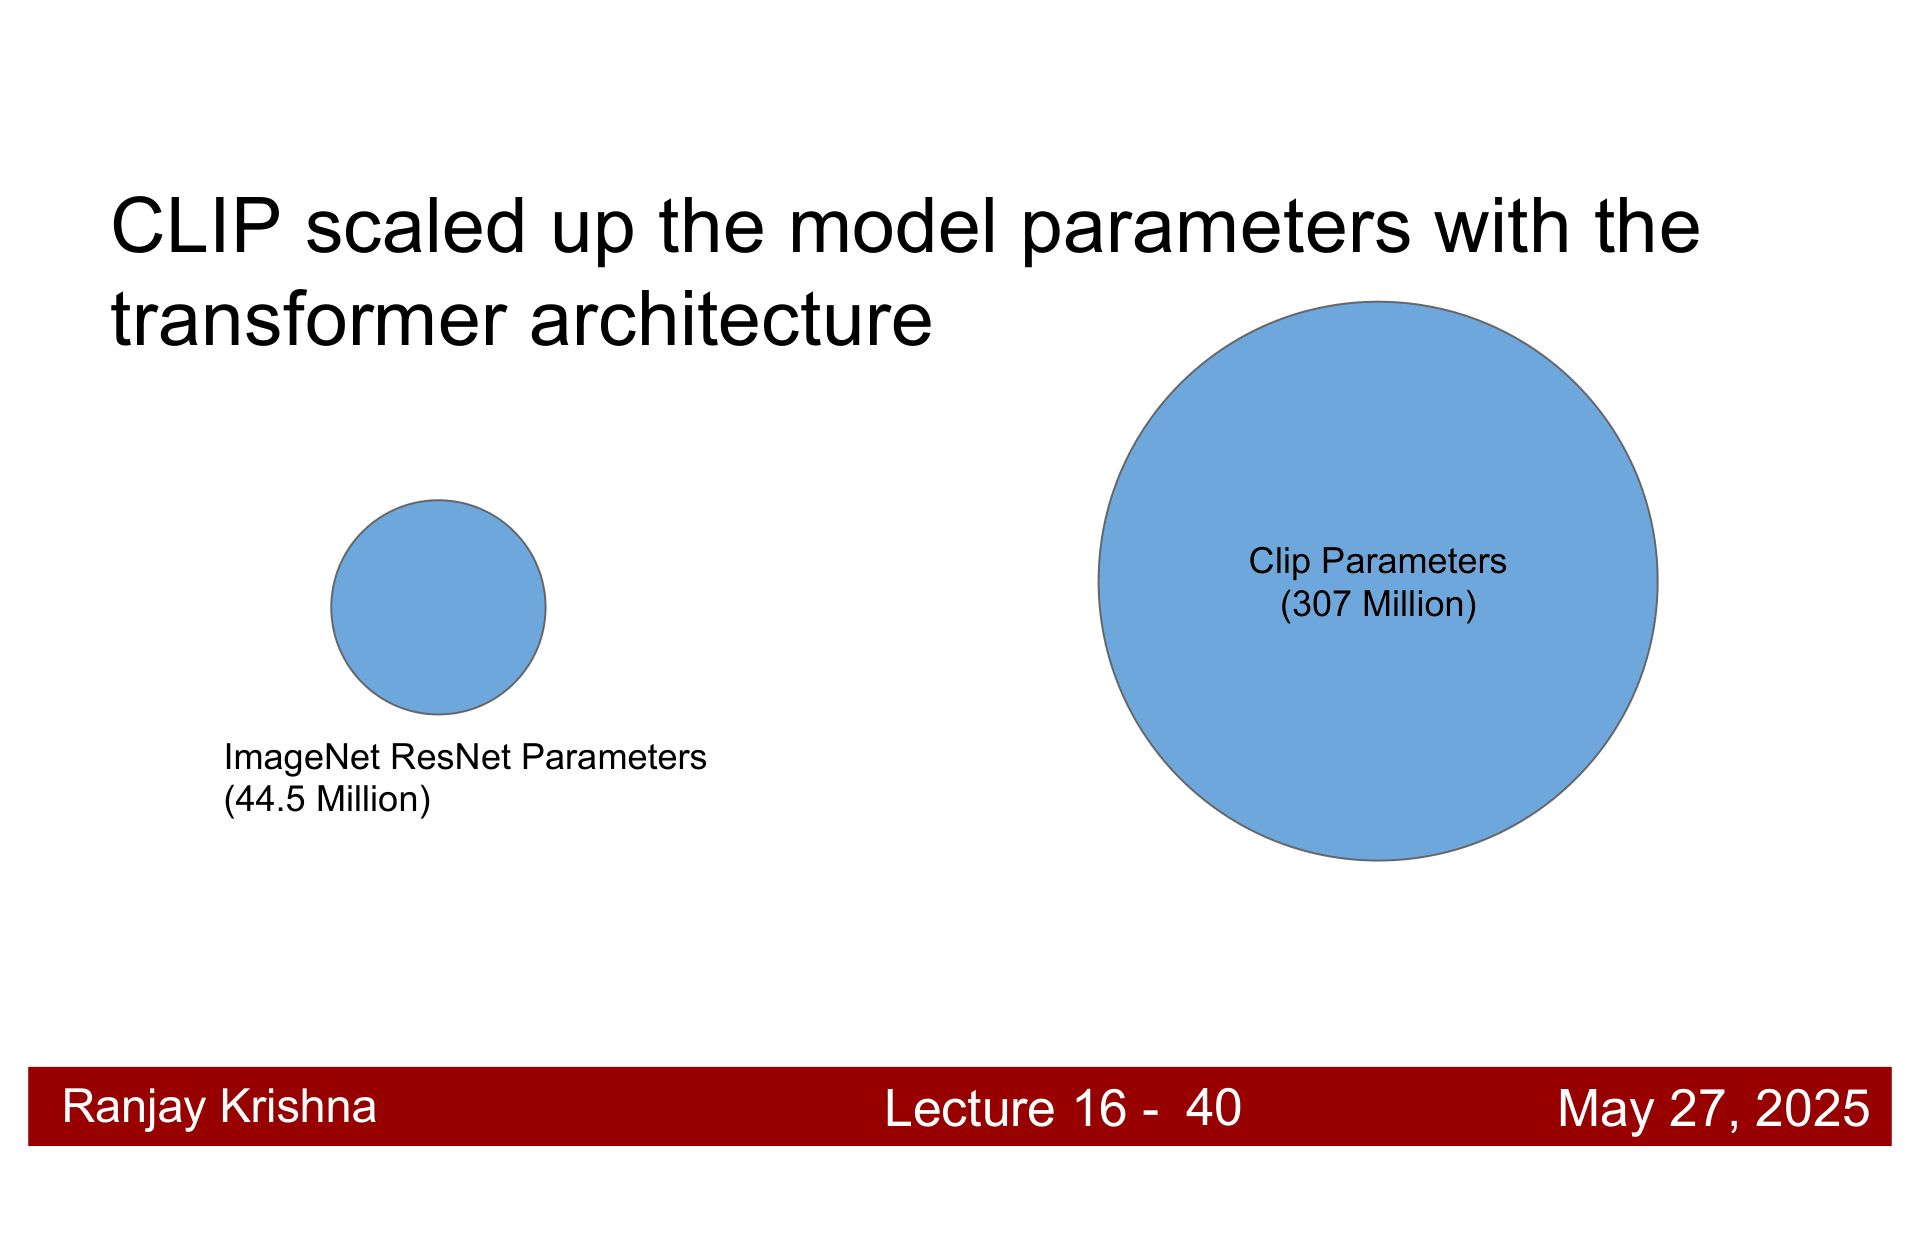 CLIP scaled up the model parameters with the
transformer architecture
Clip Parameters
(307 Million)
ImageNet ResNet Parameters
(44.5 Million)
Ranjay Krishna
Lecture 16 - 40
May 27, 2025